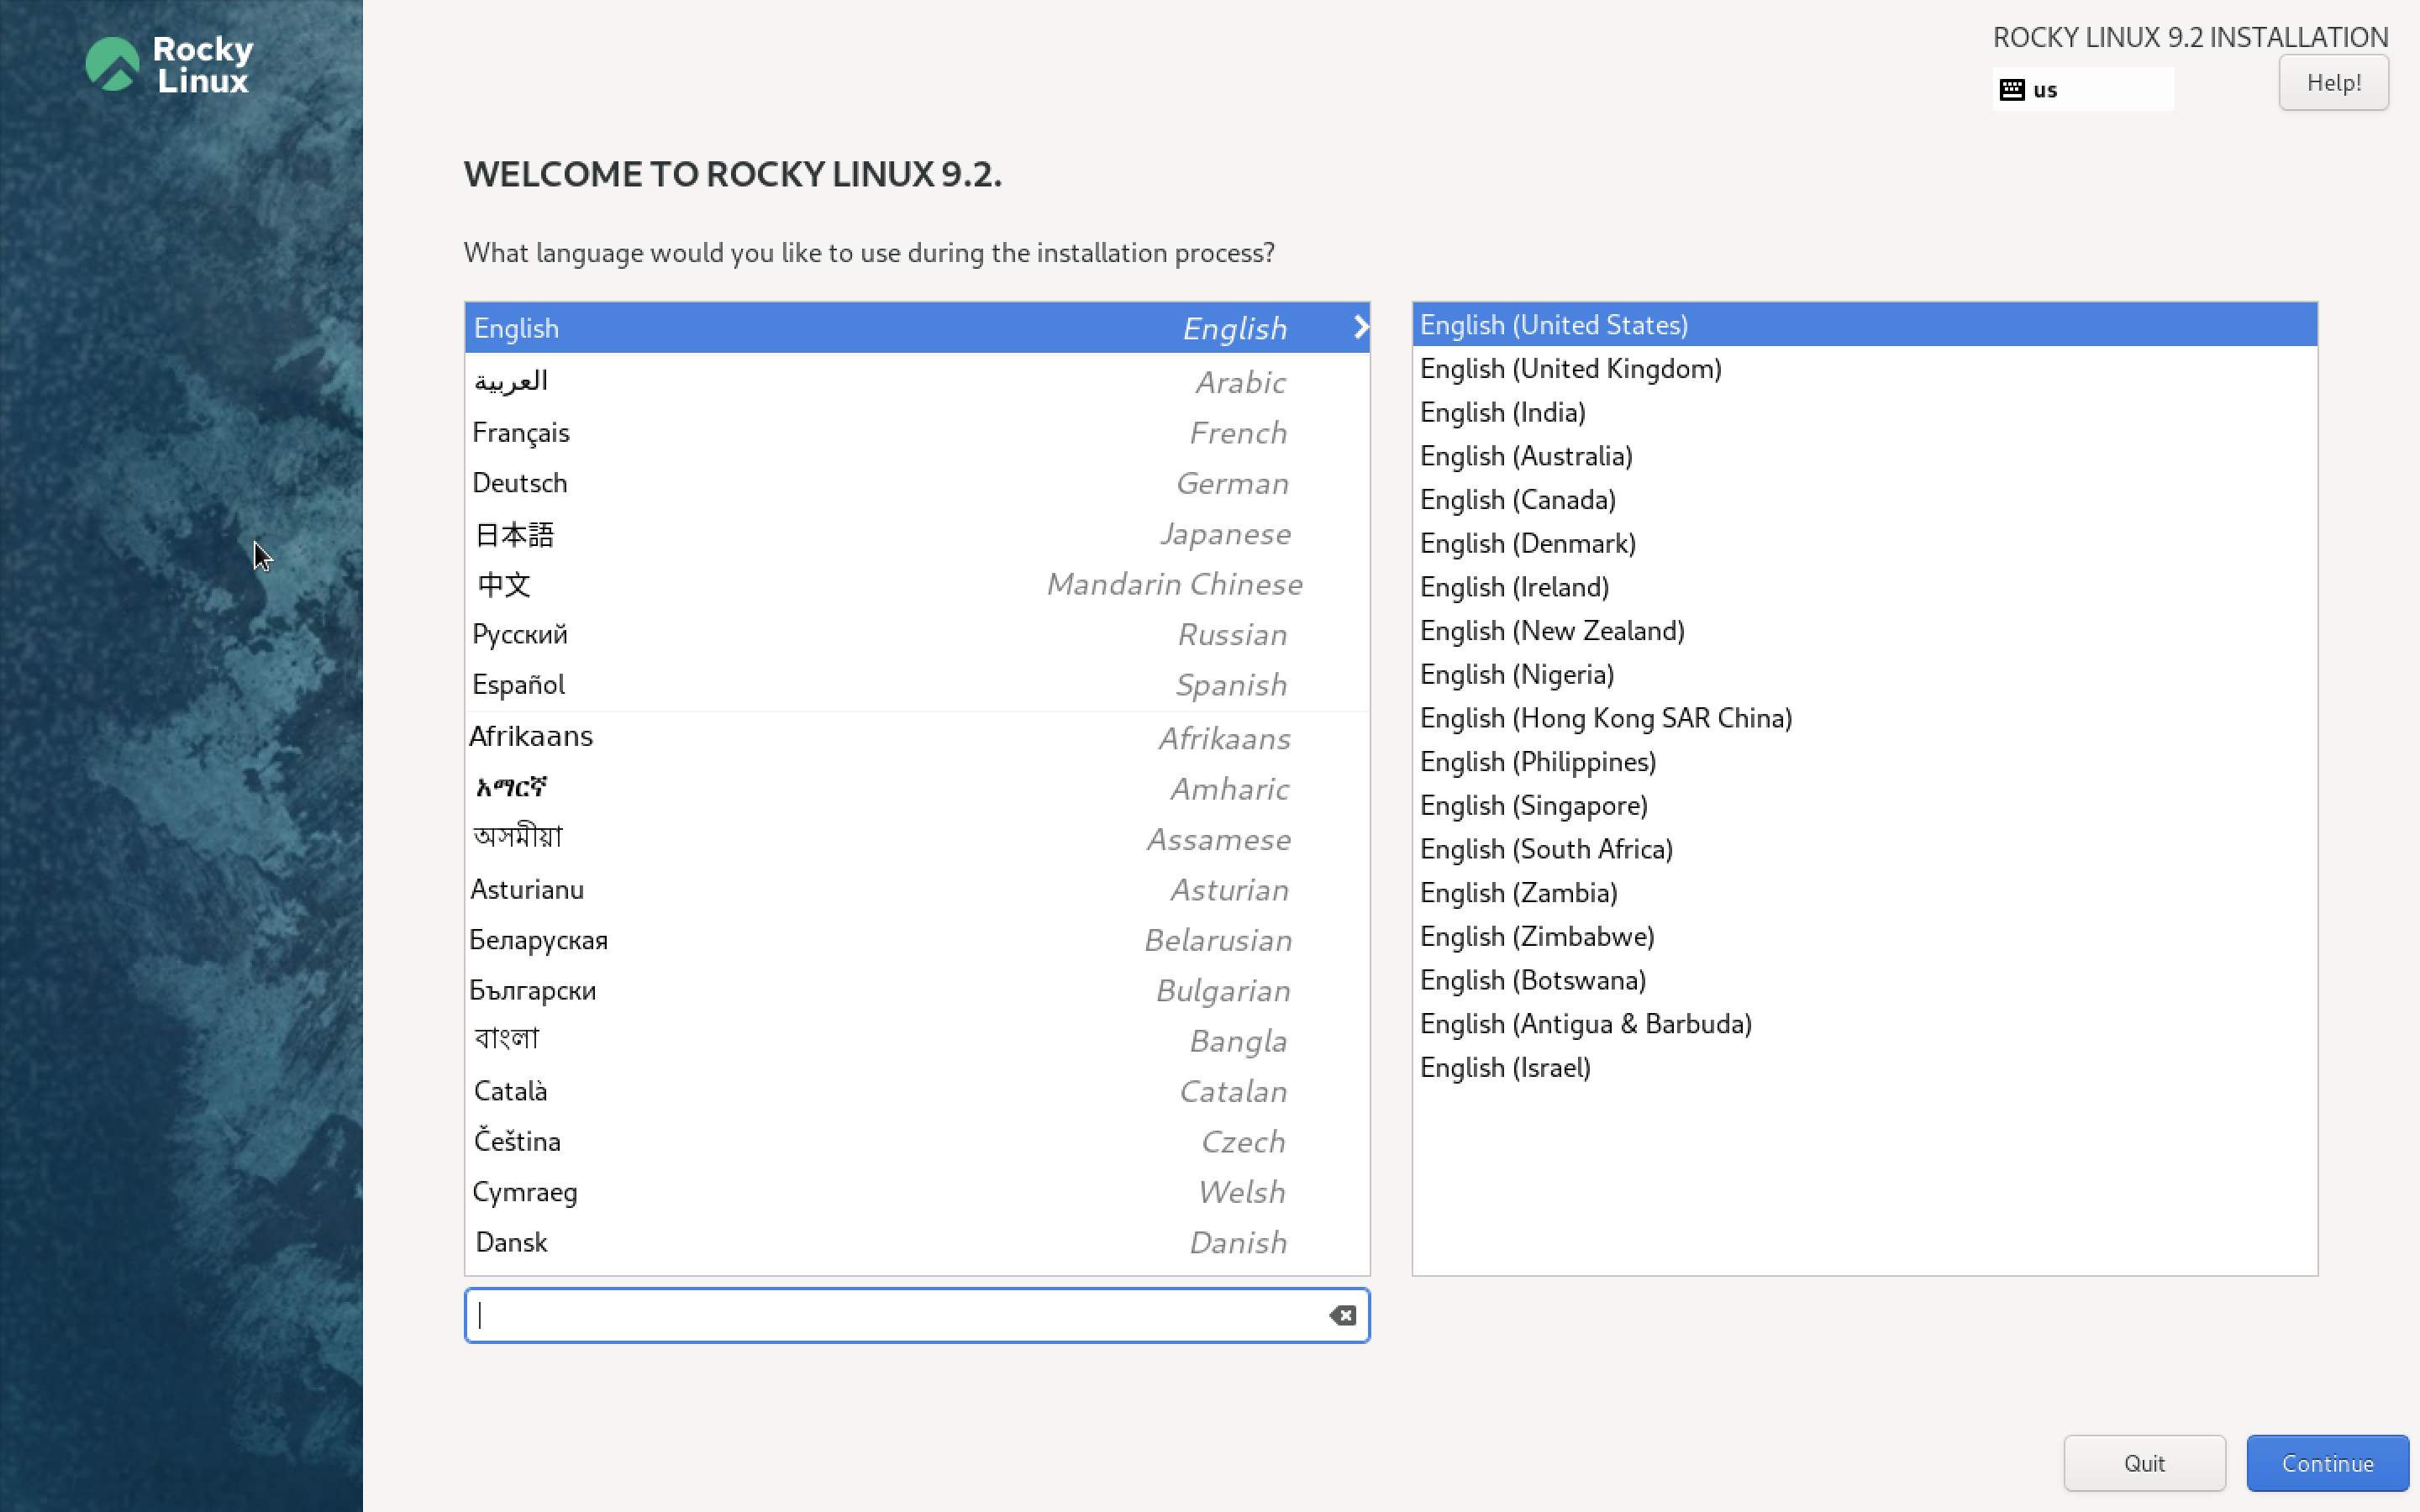 Rocky
Linux
ROCKY LINUX 9.2 INSTALLATION
us
Help!
WELCOME TO ROCKY LINUX 9.2.
What language would you like to use during the installation process?
English English
العربية Arabic
Français French
Deutsch German
日本語 Japanese
中文 Mandarin Chinese
Русский Russian
Español Spanish
Afrikaans Afrikaans
አማርኛ Amharic
অসমীয়া Assamese
Asturianu Asturian
Беларуская Belarusian
Български Bulgarian
বাংলা Bangla
Català Catalan
Čeština Czech
Cymraeg Welsh
Dansk Danish
English (United States)
English (United Kingdom)
English (India)
English (Australia)
English (Canada)
English (Denmark)
English (Ireland)
English (New Zealand)
English (Nigeria)
English (Hong Kong SAR China)
English (Philippines)
English (Singapore)
English (South Africa)
English (Zambia)
English (Zimbabwe)
English (Botswana)
English (Antigua & Barbuda)
English (Israel)
Quit
Continue